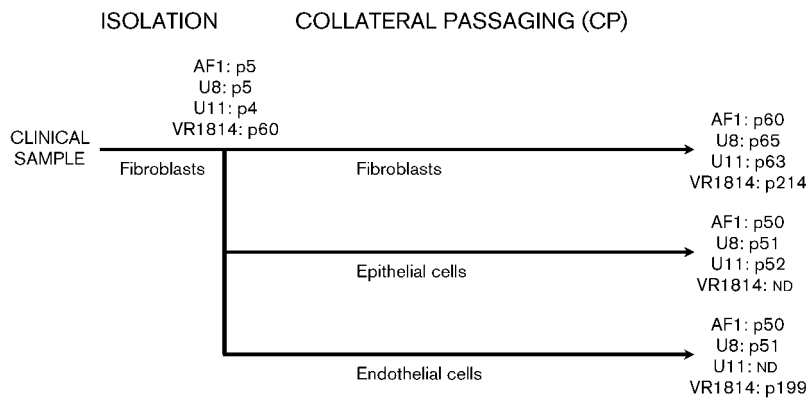 ISOLATION
COLLATERAL PASSAGING (CP)
AF1: p5
U8: p5
U11: p4
VR1814: p60
CLINICAL
SAMPLE
Fibroblasts
Fibroblasts
AF1: p60
U8: p65
U11: p63
VR1814: p214
Epithelial cells
AF1: p50
U8: p51
U11: p52
VR1814: ND
Endothelial cells
AF1: p50
U8: p51
U11: ND
VR1814: p199